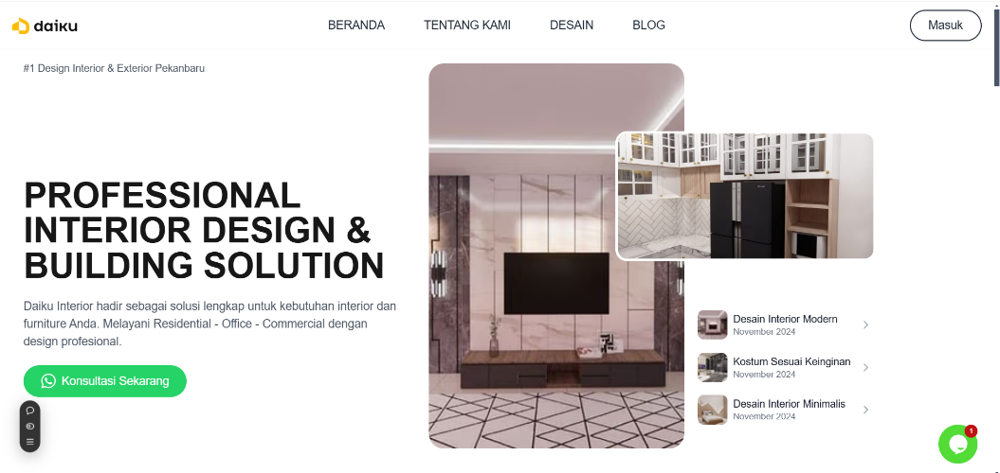 daiku
BERANDA
TENTANG KAMI
DESAIN
BLOG
Masuk
#1 Design Interior & Exterior Pekanbaru
PROFESSIONAL
INTERIOR DESIGN &
BUILDING SOLUTION
Daiku Interior hadir sebagai solusi lengkap untuk kebutuhan interior dan
furniture Anda. Melayani Residential - Office - Commercial dengan
design profesional.
Konsultasi Sekarang
Desain Interior Modern
November 2024
Kostum Sesuai Keinginan
November 2024
Desain Interior Minimalis
November 2024
1